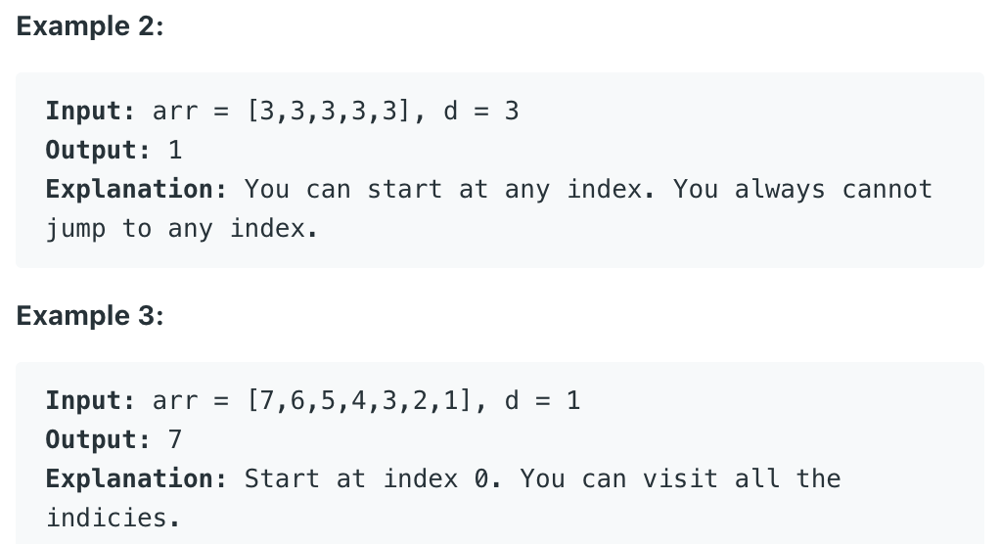 Example 2:
Input: arr = [3,3,3,3,3], d = 3
Output: 1
Explanation: You can start at any index. You always cannot
jump to any index.
Example 3:
Input: arr = [7,6,5,4,3,2,1], d = 1
Output: 7
Explanation: Start at index 0. You can visit all the
indicies.